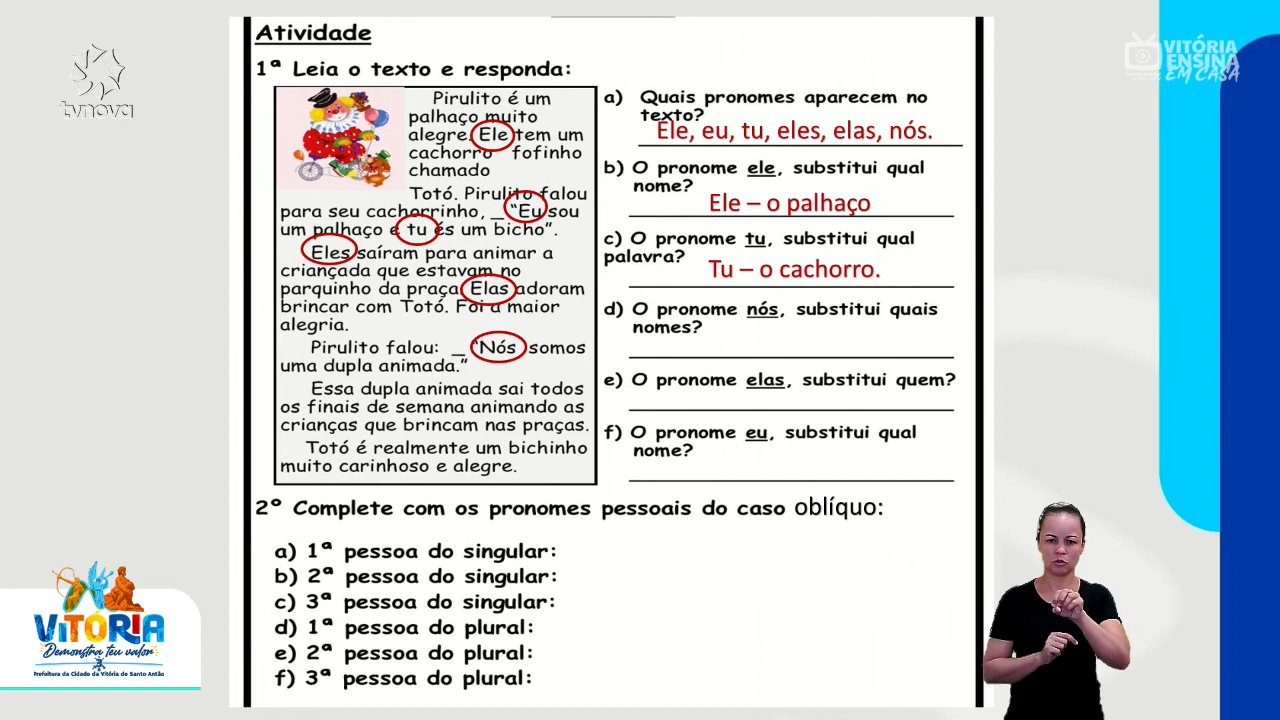 tvnova
VITÓRIA
ENSINA
EM CASA
Atividade
1ª Leia o texto e responda:
Pirulito é um
palhaço muito
alegre. Ele tem um
cachorro fofinho
chamado
Totó. Pirulito falou
para seu cachorrinho, _ “Eu sou
um palhaço e tu és um bicho”.
Eles saíram para animar a
criançada que estavam no
parquinho da praça. Elas adoram
brincar com Totó. Foi a maior
alegria.
Pirulito falou: _ “Nós somos
uma dupla animada.”
Essa dupla animada sai todos
os finais de semana animando as
crianças que brincam nas praças.
Totó é realmente um bichinho
muito carinhoso e alegre.
a) Quais pronomes aparecem no
texto?
Ele, eu, tu, eles, elas, nós.
b) O pronome ele, substitui qual
nome?
Ele – o palhaço
c) O pronome tu, substitui qual
palavra?
Tu – o cachorro.
d) O pronome nós, substitui quais
nomes?
e) O pronome elas, substitui quem?
f) O pronome eu, substitui qual
nome?
2º Complete com os pronomes pessoais do caso oblíquo:
a) 1ª pessoa do singular:
b) 2ª pessoa do singular:
c) 3ª pessoa do singular:
d) 1ª pessoa do plural:
e) 2ª pessoa do plural:
f) 3ª pessoa do plural:
VITÓRIA
Demonstra teu valor
Prefeitura da Cidade da Vitória de Santo Antão